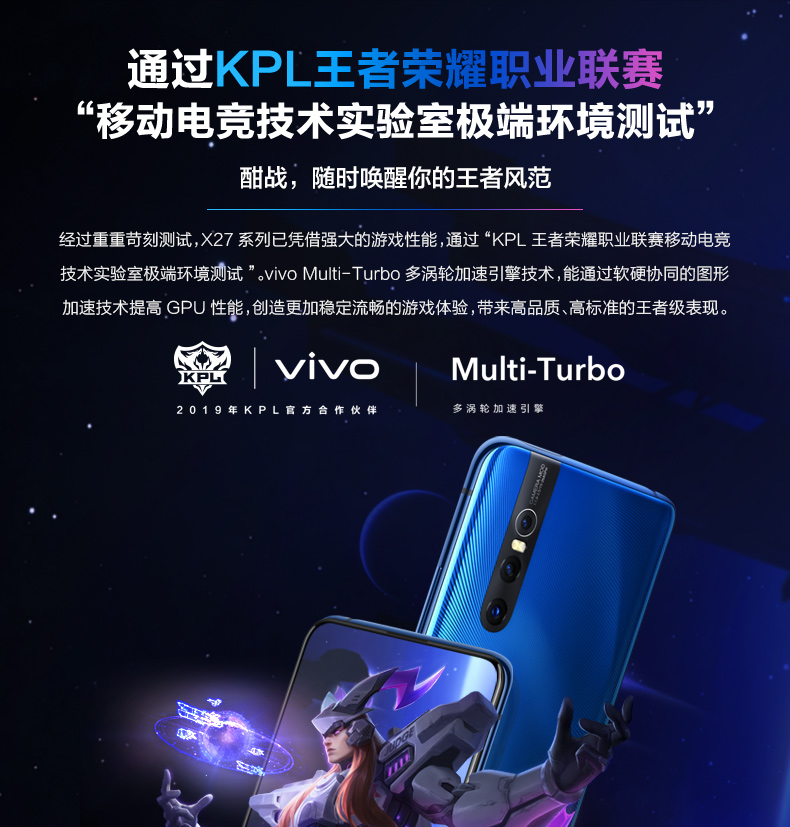 通过KPL王者荣耀职业联赛
“移动电竞技术实验室极端环境测试”
酣战，随时唤醒你的王者风范
经过重重苛刻测试,X27 系列已凭借强大的游戏性能,通过 “KPL 王者荣耀职业联赛移动电竞
技术实验室极端环境测试 ”。vivo Multi-Turbo 多涡轮加速引擎技术,能通过软硬协同的图形
加速技术提高 GPU 性能,创造更加稳定流畅的游戏体验,带来高品质、高标准的王者级表现。
KPL vivo Multi-Turbo
2019年KPL官方合作伙伴 多涡轮加速引擎
CAMERA MOD